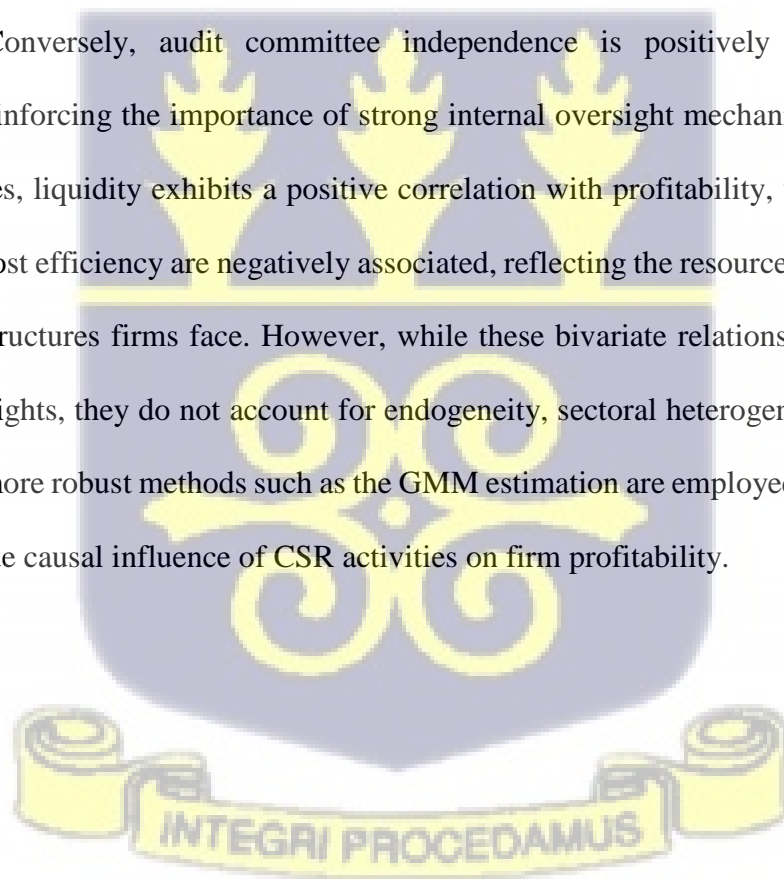 Conversely, audit committee independence is positively
inforcing the importance of strong internal oversight mechan
es, liquidity exhibits a positive correlation with profitability,
ost efficiency are negatively associated, reflecting the resource
ructures firms face. However, while these bivariate relations
ights, they do not account for endogeneity, sectoral heterogen
more robust methods such as the GMM estimation are employed
e causal influence of CSR activities on firm profitability.
INTEGRI PROCEDAMUS